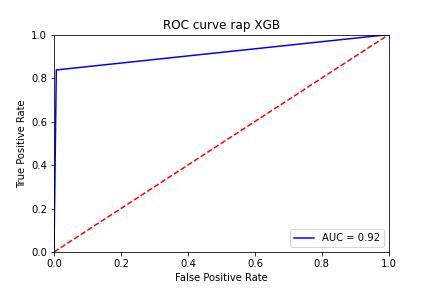 ROC curve rap XGB
1.0
0.8
0.6
0.4
0.2
0.0
True Positive Rate
AUC = 0.92
0.0 0.2 0.4 0.6 0.8 1.0
False Positive Rate